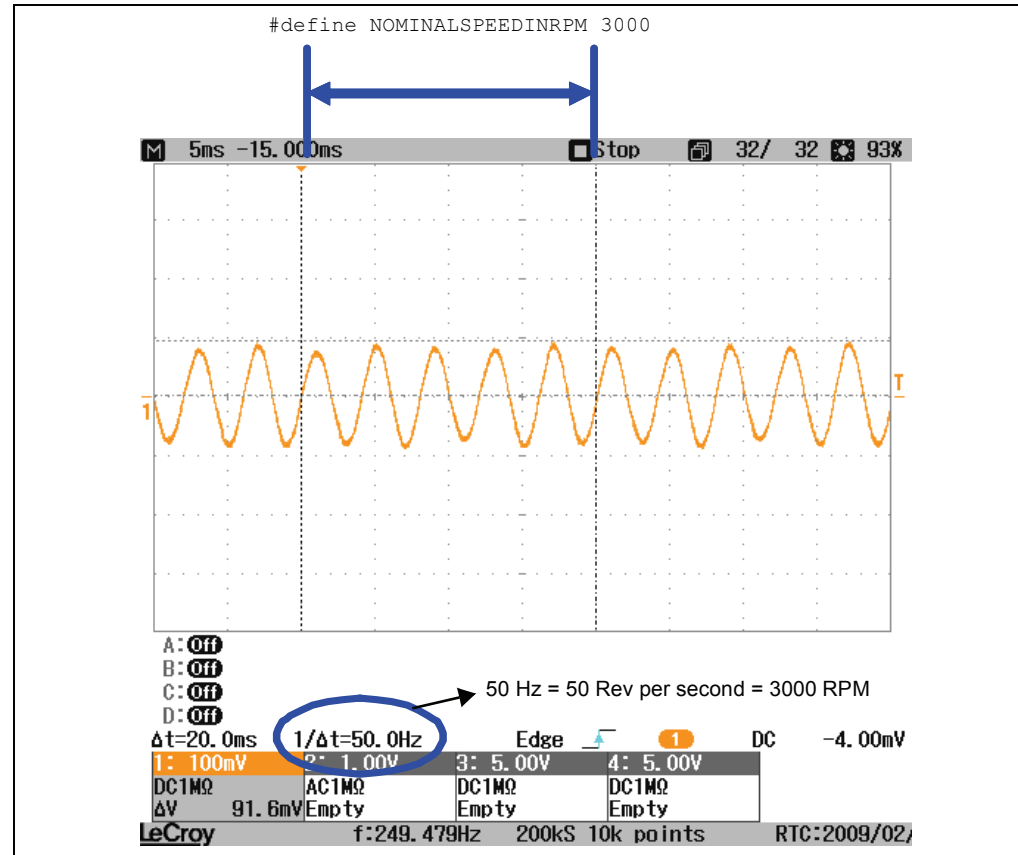 #define NOMINALSPEEDINRPM 3000
M 5ms -15.000ms Stop 32/ 32 93%
T
1
A:Off
B:Off
C:Off
50 Hz = 50 Rev per second = 3000 RPM
D:Off
Δt=20.0ms 1/Δt=50.0Hz Edge 1 DC -4.00mV
1: 100mV 2: 1.00V 3: 5.00V 4: 5.00V
DC1MΩ AC1MΩ DC1MΩ DC1MΩ
ΔV 91.6mV Empty Empty Empty
LeCroy f:249.479Hz 200kS 10k points RTC:2009/02/